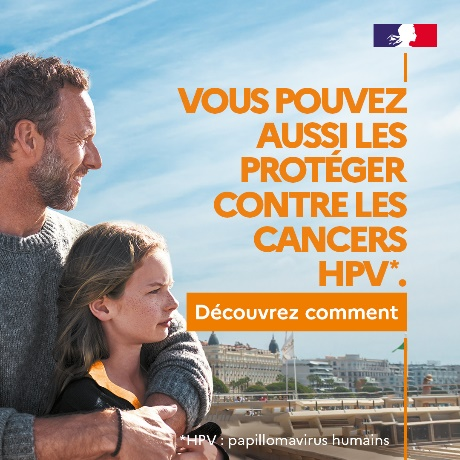 VOUS POUVEZ
AUSSI LES
PROTÉGER
CONTRE LES
CANCERS
HPV*.
Découvrez comment
*HPV : papillomavirus humains